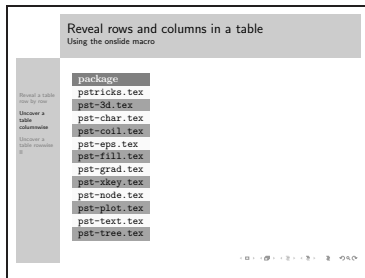 Reveal rows and columns in a table
Using the onslide macro
Reveal a table
row by row
Uncover a
table
columnwise
Uncover a
table rowwise
II
package
pstricks.tex
pst-3d.tex
pst-char.tex
pst-coil.tex
pst-eps.tex
pst-fill.tex
pst-grad.tex
pst-xkey.tex
pst-node.tex
pst-plot.tex
pst-text.tex
pst-tree.tex